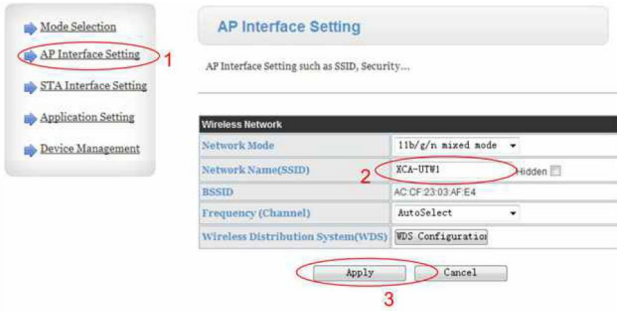 Mode Selection
AP Interface Setting
1
STA Interface Setting
Application Setting
Device Management
AP Interface Setting
AP Interface Setting such as SSID, Security...
Wireless Network
Network Mode
11b/g/n mixed mode
Network Name(SSID)
2
XCA-UTW1
Hidden
BSSID
AC:CF:23:03:AF:E4
Frequency (Channel)
AutoSelect
Wireless Distribution System(WDS)
WDS Configuration
Apply
Cancel
3